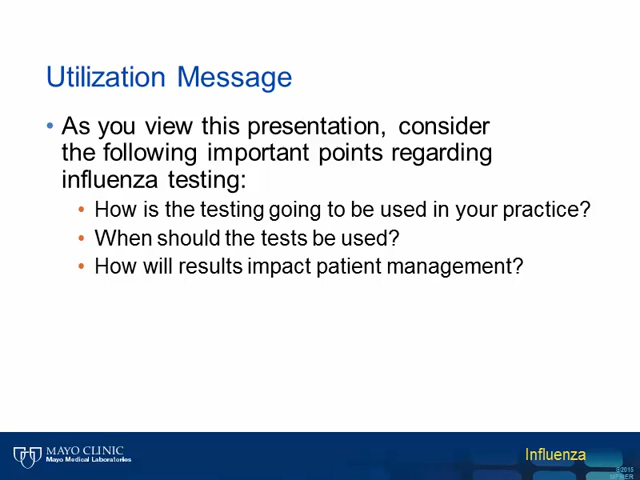 Utilization Message
• As you view this presentation, consider
the following important points regarding
influenza testing:
• How is the testing going to be used in your practice?
• When should the tests be used?
• How will results impact patient management?
MAYO CLINIC
Mayo Medical Laboratories
Influenza
©2015
MFMER